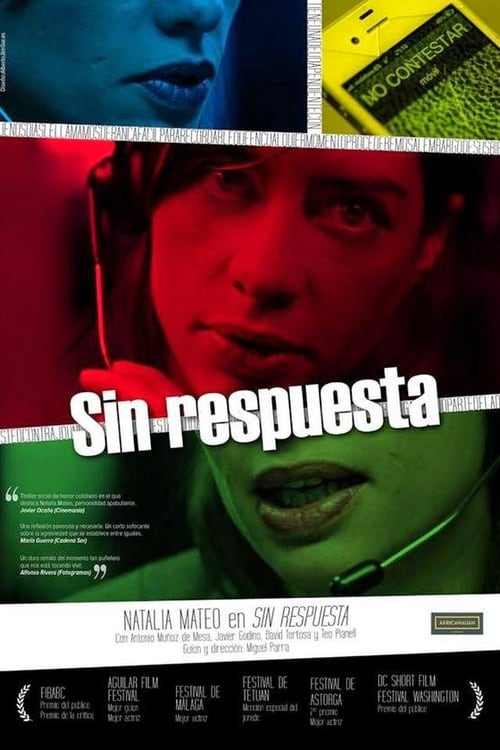 ¡NO CONTESTAR
Sin respuesta
Thriller social de horror cotidiano en el que
destaca Natalia Mateo, personalidad apabullante.
Javier Ocaña (Cinemanía)
Una reflexión pavorosa y necesaria. Un corto sofocante
sobre la agresividad que se establece entre iguales.
María Guerra (Cadena Ser)
Un duro retrato del momento tan puñetero
que nos está tocando vivir.
Alfonso Rivera (Fotogramas)
NATALIA MATEO en SIN RESPUESTA
Con Antonio Muñoz de Mesa, Javier Godino, David Tortosa y Teo Planell
Guion y dirección: Miguel Parra
AFRICANAUAN
FIBABC
Premio del público
Premio de la crítica
AGUILAR FILM
FESTIVAL
Mejor guion
Mejor actriz
FESTIVAL DE
MÁLAGA
Mejor actriz
FESTIVAL DE
TETUAN
Mención especial del
jurado
FESTIVAL DE
ASTORGA
2º premio
Mejor actriz
DC SHORT FILM
FESTIVAL WASHINGTON
Premio del público